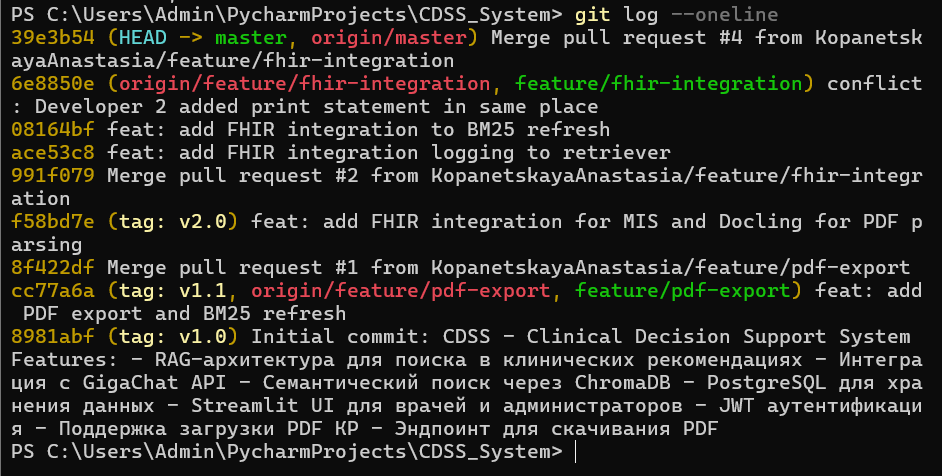 PS C:\Users\Admin\PycharmProjects\CDSS_System> git log --oneline
39e3b54 (HEAD -> master, origin/master) Merge pull request #4 from Kopanetsk
ayaAnastasia/feature/fhir-integration
6e8850e (origin/feature/fhir-integration, feature/fhir-integration) conflict
: Developer 2 added print statement in same place
08164bf feat: add FHIR integration to BM25 refresh
ace53c8 feat: add FHIR integration logging to retriever
991f079 Merge pull request #2 from KopanetskayaAnastasia/feature/fhir-integr
ation
f58bd7e (tag: v2.0) feat: add FHIR integration for MIS and Docling for PDF p
arsing
8f422df Merge pull request #1 from KopanetskayaAnastasia/feature/pdf-export
cc77a6a (tag: v1.1, origin/feature/pdf-export, feature/pdf-export) feat: add
 PDF export and BM25 refresh
8981abf (tag: v1.0) Initial commit: CDSS - Clinical Decision Support System
Features: - RAG-архитектура для поиска в клинических рекомендациях - Интегра
ция с GigaChat API - Семантический поиск через ChromaDB - PostgreSQL для хра
нения данных - Streamlit UI для врачей и администраторов - JWT аутентификаци
я - Поддержка загрузки PDF КР - Эндпоинт для скачивания PDF
PS C:\Users\Admin\PycharmProjects\CDSS_System>